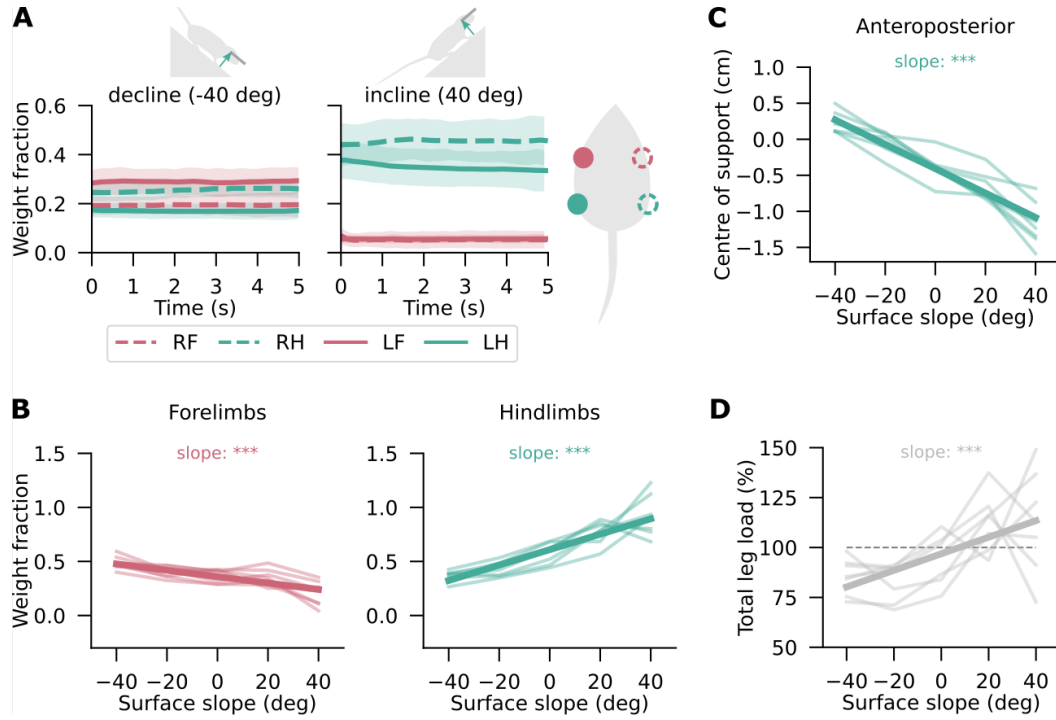 A
decline (-40 deg)
incline (40 deg)
Weight fraction
0.6
0.4
0.2
0.0
0 1 2 3 4 5
0 1 2 3 4 5
Time (s)
Time (s)
RF RH LF LH
C
Anteroposterior
slope: ***
Centre of support (cm)
1.0
0.5
0.0
−0.5
−1.0
−1.5
−40 −20 0 20 40
Surface slope (deg)
B
Forelimbs
slope: ***
Weight fraction
1.5
1.0
0.5
0.0
−40 −20 0 20 40
Surface slope (deg)
Hindlimbs
slope: ***
1.5
1.0
0.5
0.0
−40 −20 0 20 40
Surface slope (deg)
D
slope: ***
Total leg load (%)
150
125
100
75
50
−40 −20 0 20 40
Surface slope (deg)